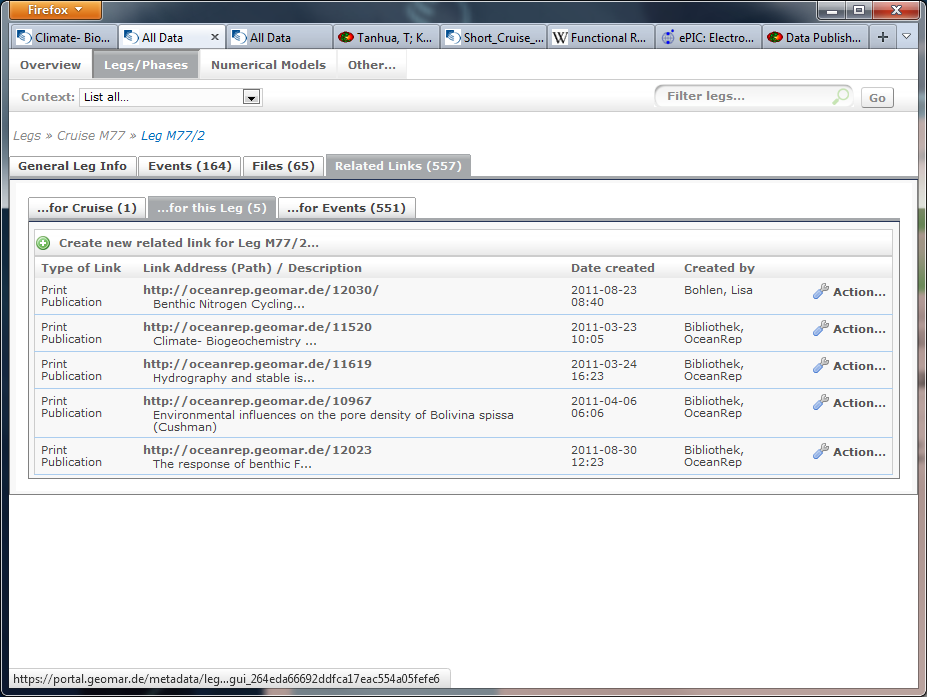 Firefox
Climate- Bio...
All Data
All Data
Tanhua, T; K...
Short_Cruise_...
Functional R...
ePIC: Electro...
Data Publish...
Overview
Legs/Phases
Numerical Models
Other...
Context:
List all...
Filter legs...
Go
Legs » Cruise M77 » Leg M77/2
General Leg Info
Events (164)
Files (65)
Related Links (557)
...for Cruise (1)
...for this Leg (5)
...for Events (551)
Create new related link for Leg M77/2...
Type of Link
Link Address (Path) / Description
Date created
Created by
Print
Publication
http://oceanrep.geomar.de/12030/
Benthic Nitrogen Cycling...
2011-08-23
08:40
Bohlen, Lisa
Action...
Print
Publication
http://oceanrep.geomar.de/11520
Climate- Biogeochemistry ...
2011-03-23
10:05
Bibliothek,
OceanRep
Action...
Print
Publication
http://oceanrep.geomar.de/11619
Hydrography and stable is...
2011-03-24
16:23
Bibliothek,
OceanRep
Action...
Print
Publication
http://oceanrep.geomar.de/10967
Environmental influences on the pore density of Bolivina spissa
(Cushman)
2011-04-06
06:06
Bibliothek,
OceanRep
Action...
Print
Publication
http://oceanrep.geomar.de/12023
The response of benthic F...
2011-08-30
12:23
Bibliothek,
OceanRep
Action...
https://portal.geomar.de/metadata/leg...gui_264eda66692ddfca17eac554a05fefe6